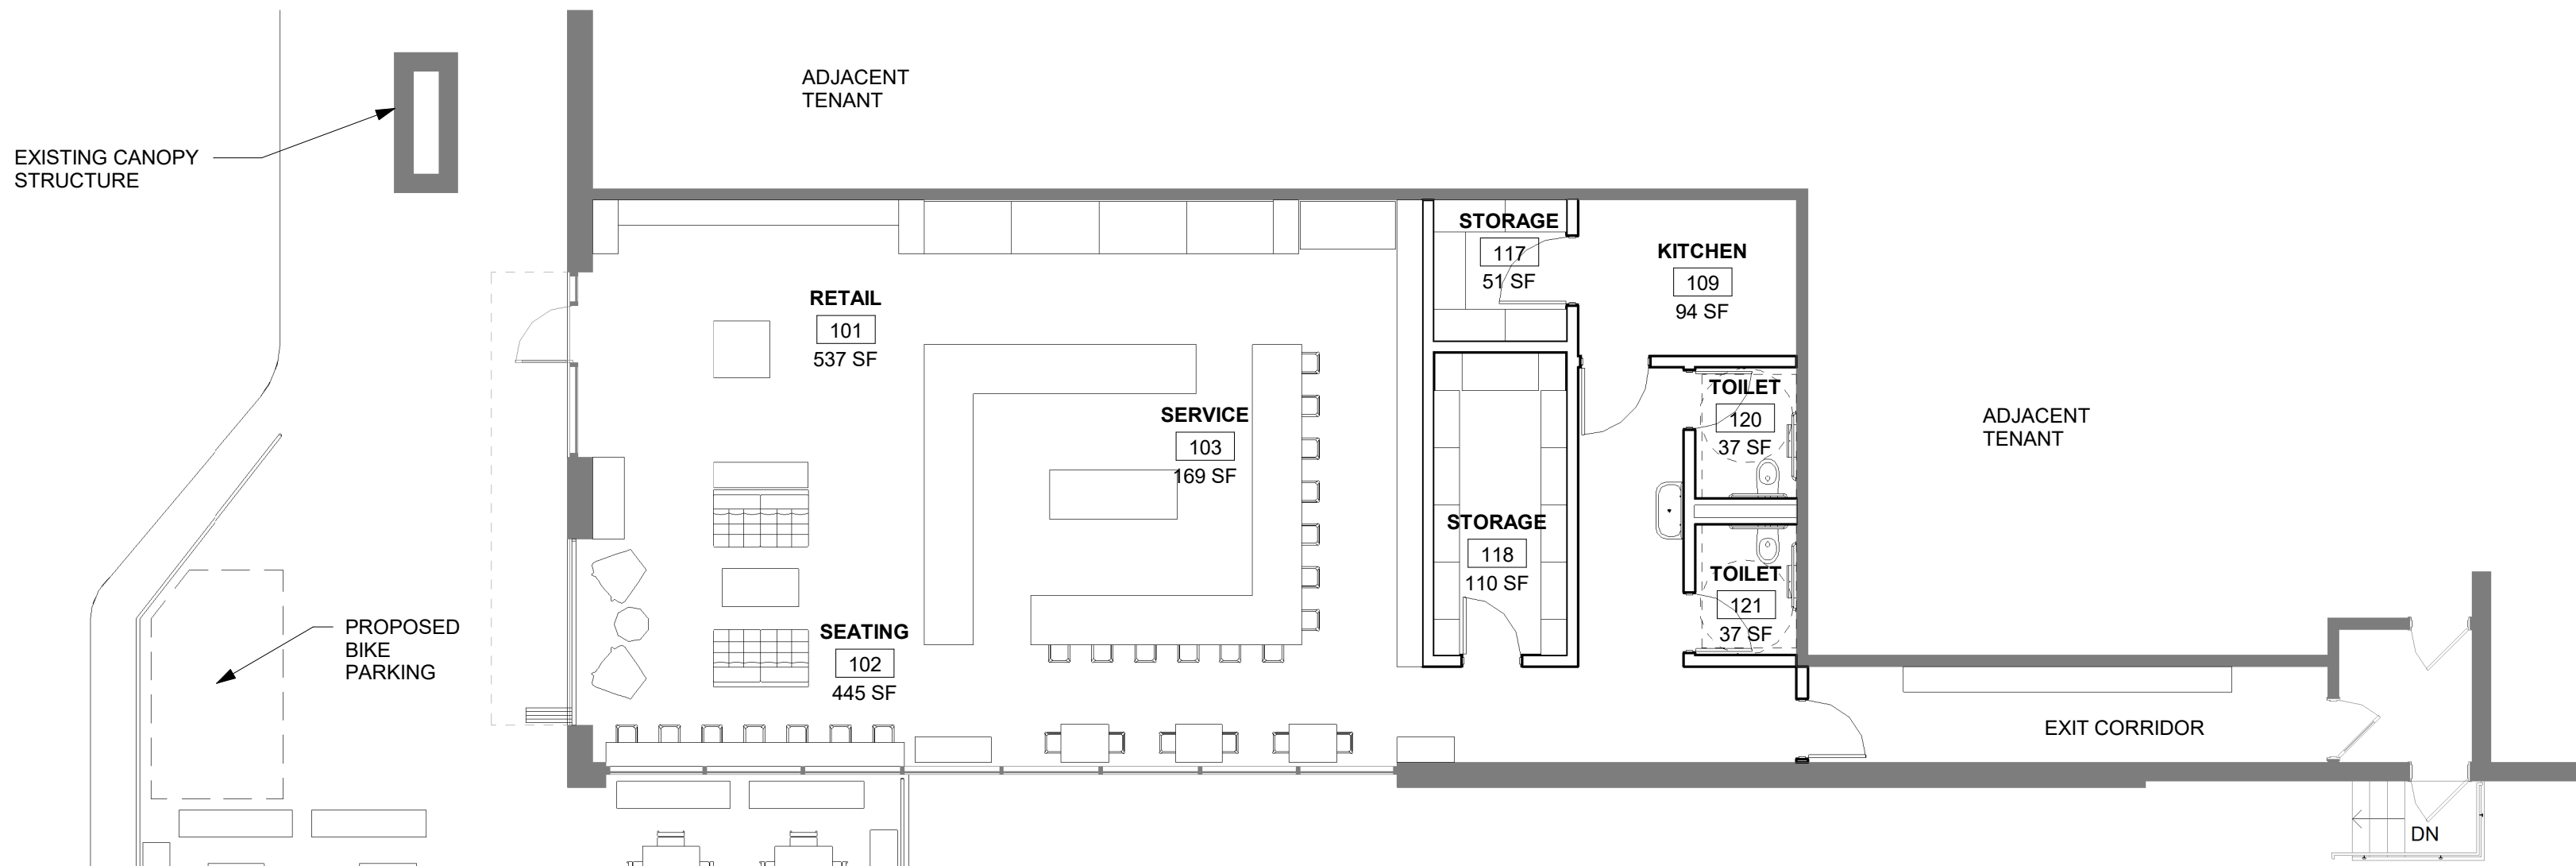 ADJACENT
TENANT
EXISTING CANOPY
STRUCTURE
STORAGE
117
51 SF
KITCHEN
109
94 SF
RETAIL
101
537 SF
TOILET
120
37 SF
SERVICE
103
169 SF
ADJACENT
TENANT
STORAGE
118
110 SF
TOILET
121
37 SF
PROPOSED
BIKE
PARKING
SEATING
102
445 SF
EXIT CORRIDOR
DN